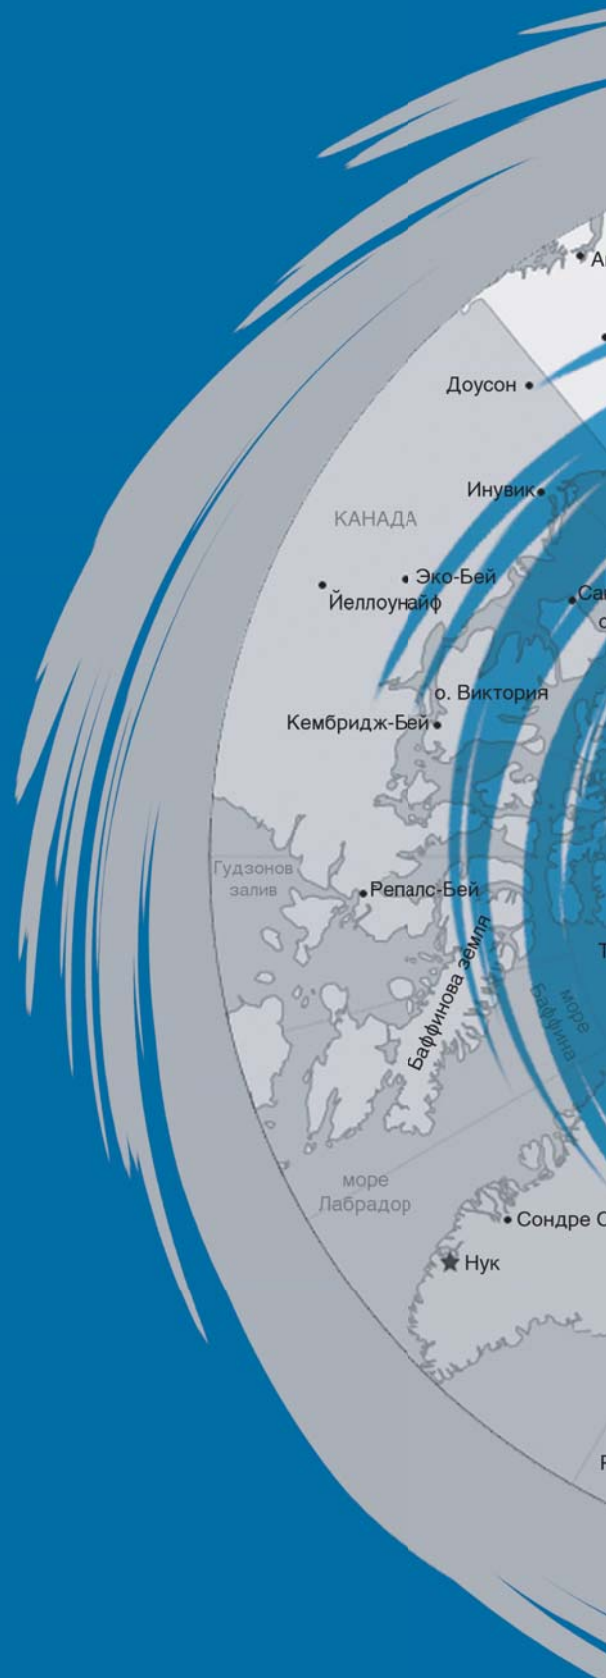 Доусон
Инувик
КАНАДА
Эко-Бей
Йеллоунайф
о. Виктория
Кембридж-Бей
Гудзонов
залив
Репалс-Бей
Баффинова земля
море
Баффина
море
Лабрадор
Сондре
Нук